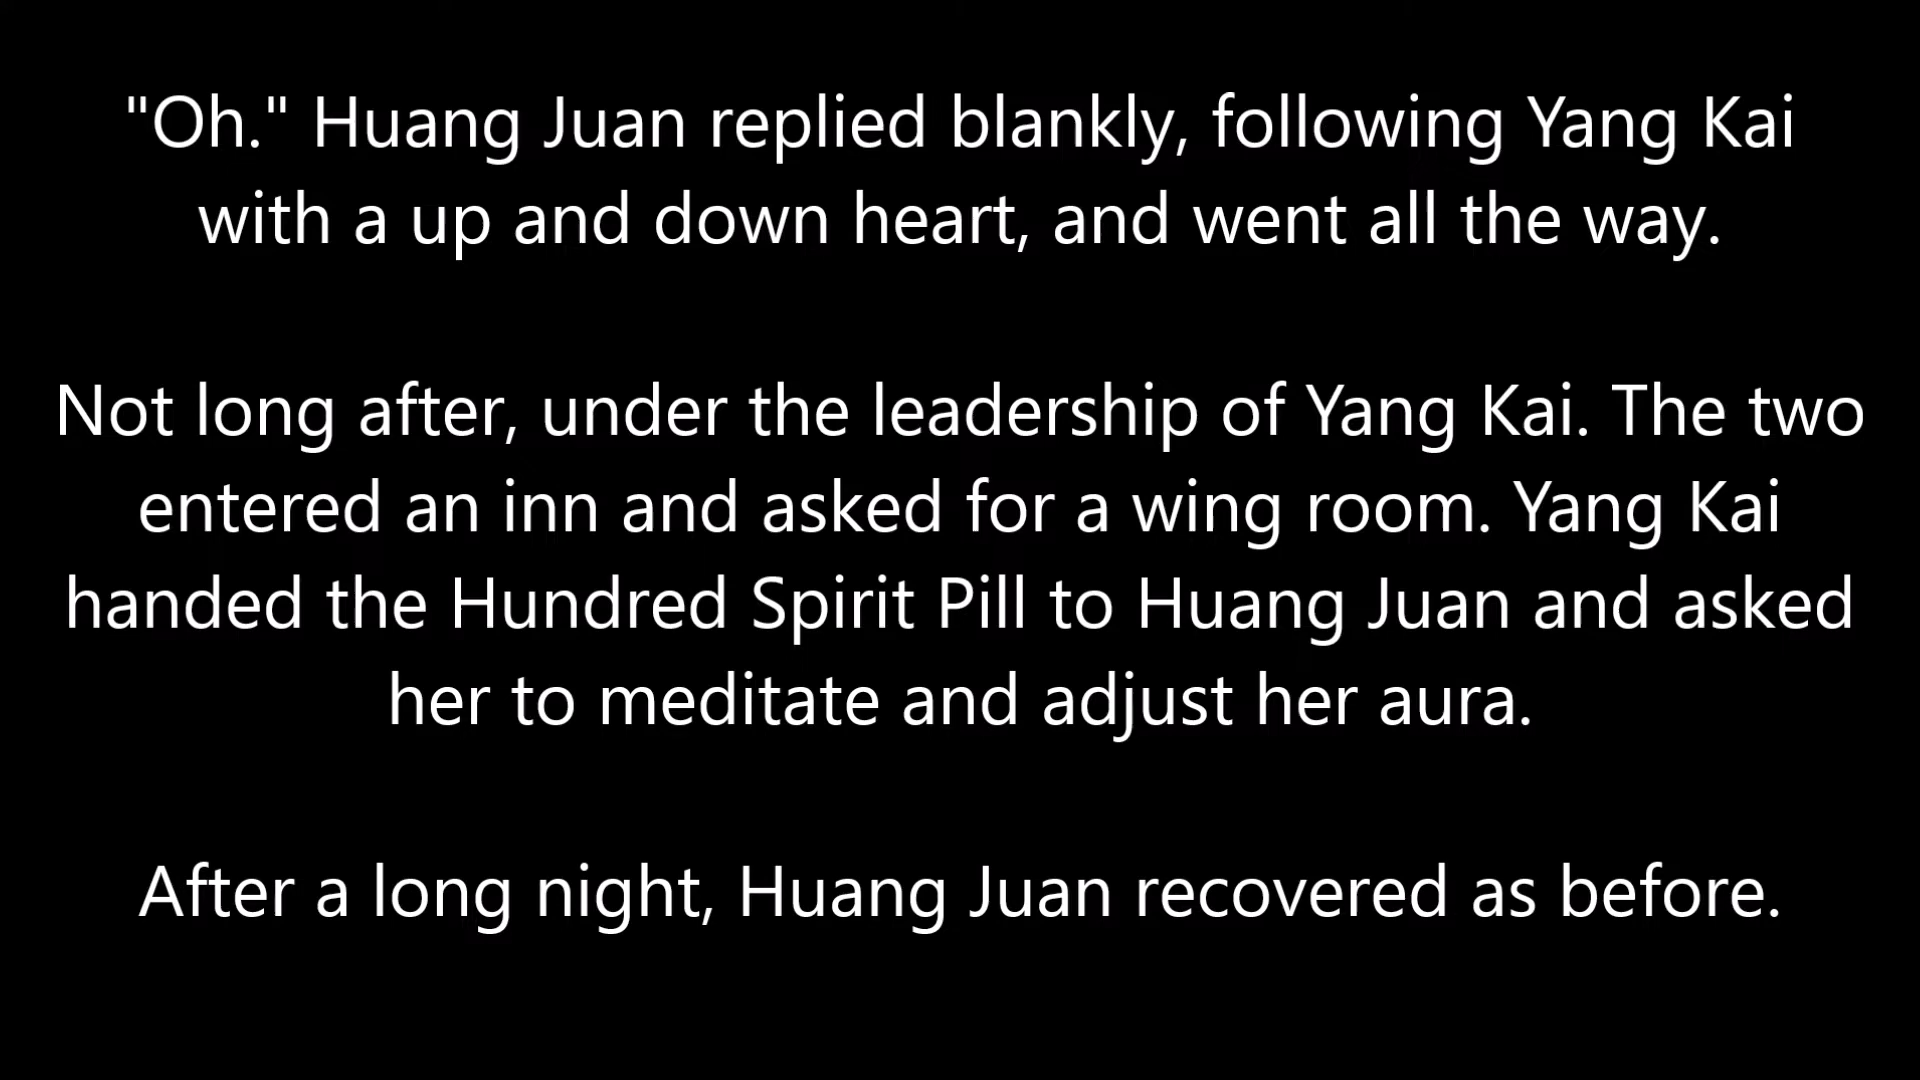 "Oh." Huang Juan replied blankly, following Yang Kai
with a up and down heart, and went all the way.
Not long after, under the leadership of Yang Kai. The two
entered an inn and asked for a wing room. Yang Kai
handed the Hundred Spirit Pill to Huang Juan and asked
her to meditate and adjust her aura.
After a long night, Huang Juan recovered as before.